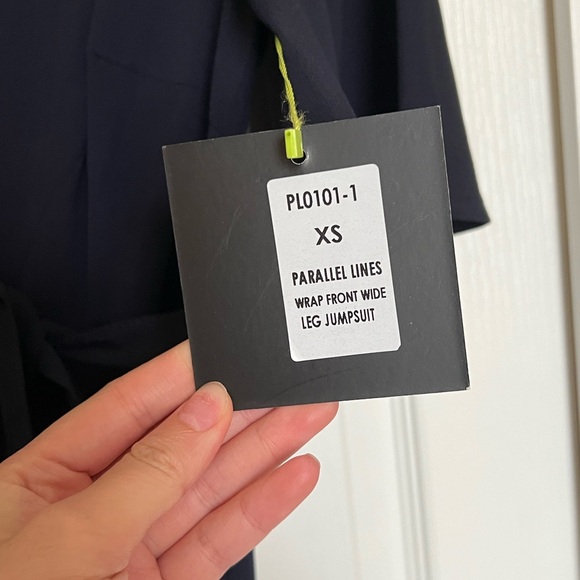 PL0101-1
XS
PARALLEL LINES
WRAP FRONT WIDE
LEG JUMPSUIT